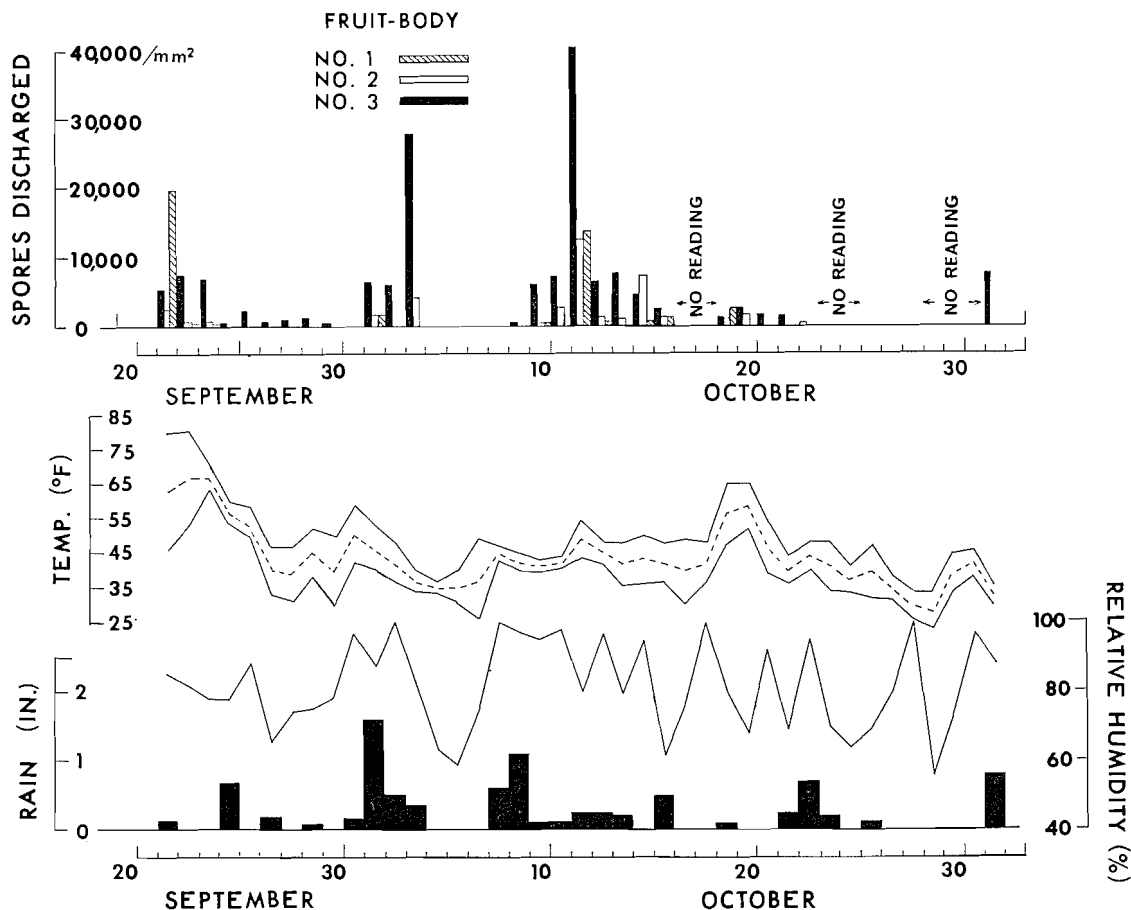 FRUIT-BODY
NO. 1
NO. 2
NO. 3
SPORES DISCHARGED
40,000/mm²
30,000
20,000
10,000
0
NO READING
NO READING
NO READING
20 30 10 20 30
SEPTEMBER OCTOBER
TEMP. (°F)
85
75
65
55
45
35
25
RAIN (IN.)
2
1
0
RELATIVE HUMIDITY (%)
100
80
60
40
20 30 10 20 30
SEPTEMBER OCTOBER